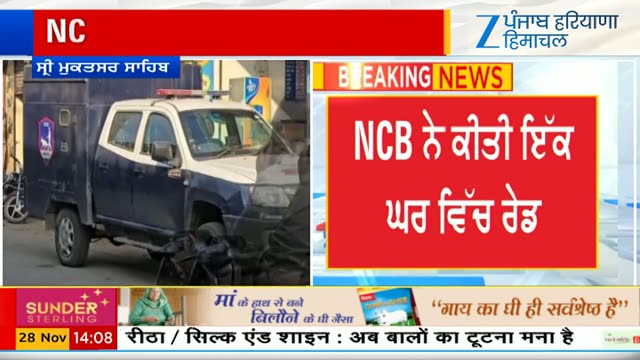 NC
Z ਪੰਜਾਬ ਹਰਿਆਣਾ
ਹਿਮਾਚਲ
ਸ੍ਰੀ ਮੁਕਤਸਰ ਸਾਹਿਬ
BREAKING NEWS
NCB ਨੇ ਕੀਤੀ ਇੱਕ
ਘਰ ਵਿੱਚ ਰੇਡ
SUNDER
STERLING
माँ के हाथ से बने
बिलौने के घी जैसा
“गाय का घी ही सर्वश्रेष्ठ है”
28 Nov 14:08 रीठा / सिल्क एंड शाइन : अब बालों का टूटना मना है